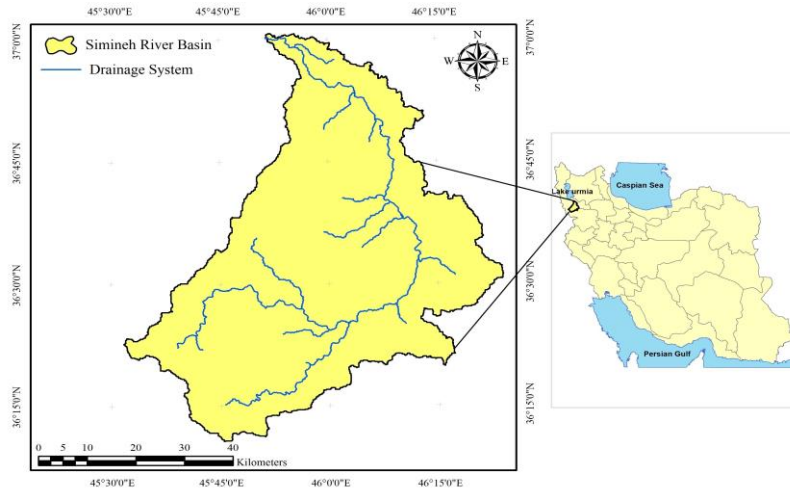 45°30'0"E 45°45'0"E 46°0'0"E 46°15'0"E
Simineh River Basin
Drainage System
N
W E
S
37°0'0"N 37°0'0"N
36°45'0"N 36°45'0"N
36°30'0"N 36°30'0"N
36°15'0"N 36°15'0"N
0 5 10 20 30 40
Kilometers
45°30'0"E 45°45'0"E 46°0'0"E 46°15'0"E
Caspian Sea
Lake urmia
Persian Gulf